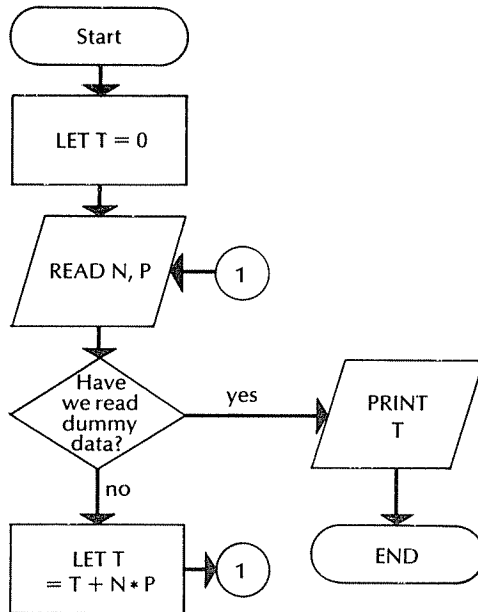 Start
LET T = 0
READ N, P
1
Have
we read
dummy
data?
yes
PRINT
T
no
LET T
= T + N * P
1
END